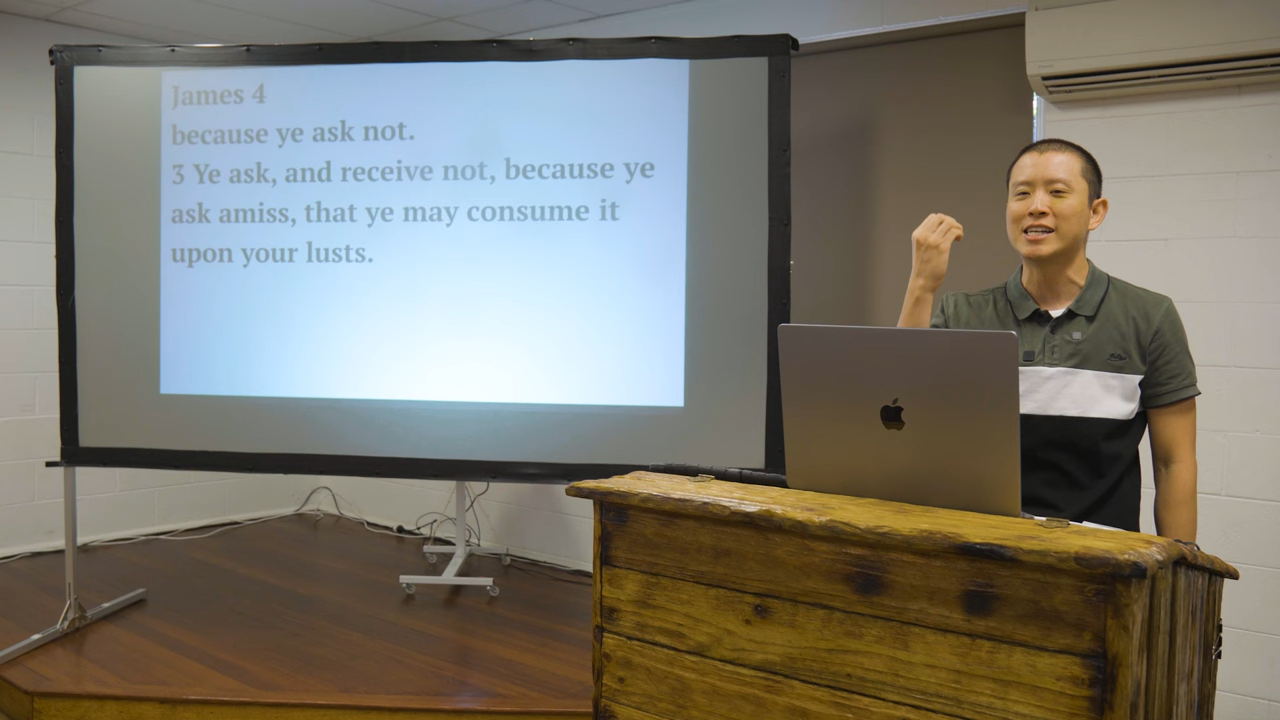 James 4
because ye ask not.
3 Ye ask, and receive not, because ye
ask amiss, that ye may consume it
upon your lusts.